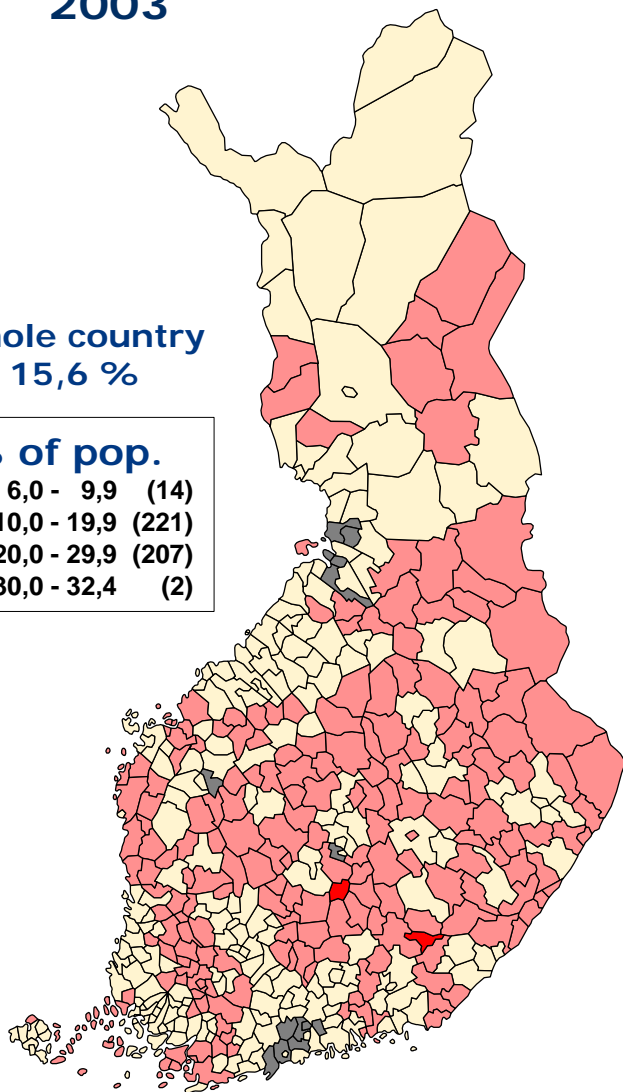 2003
ole country
15,6 %
of pop.
6,0 - 9,9 (14)
10,0 - 19,9 (221)
20,0 - 29,9 (207)
30,0 - 32,4 (2)